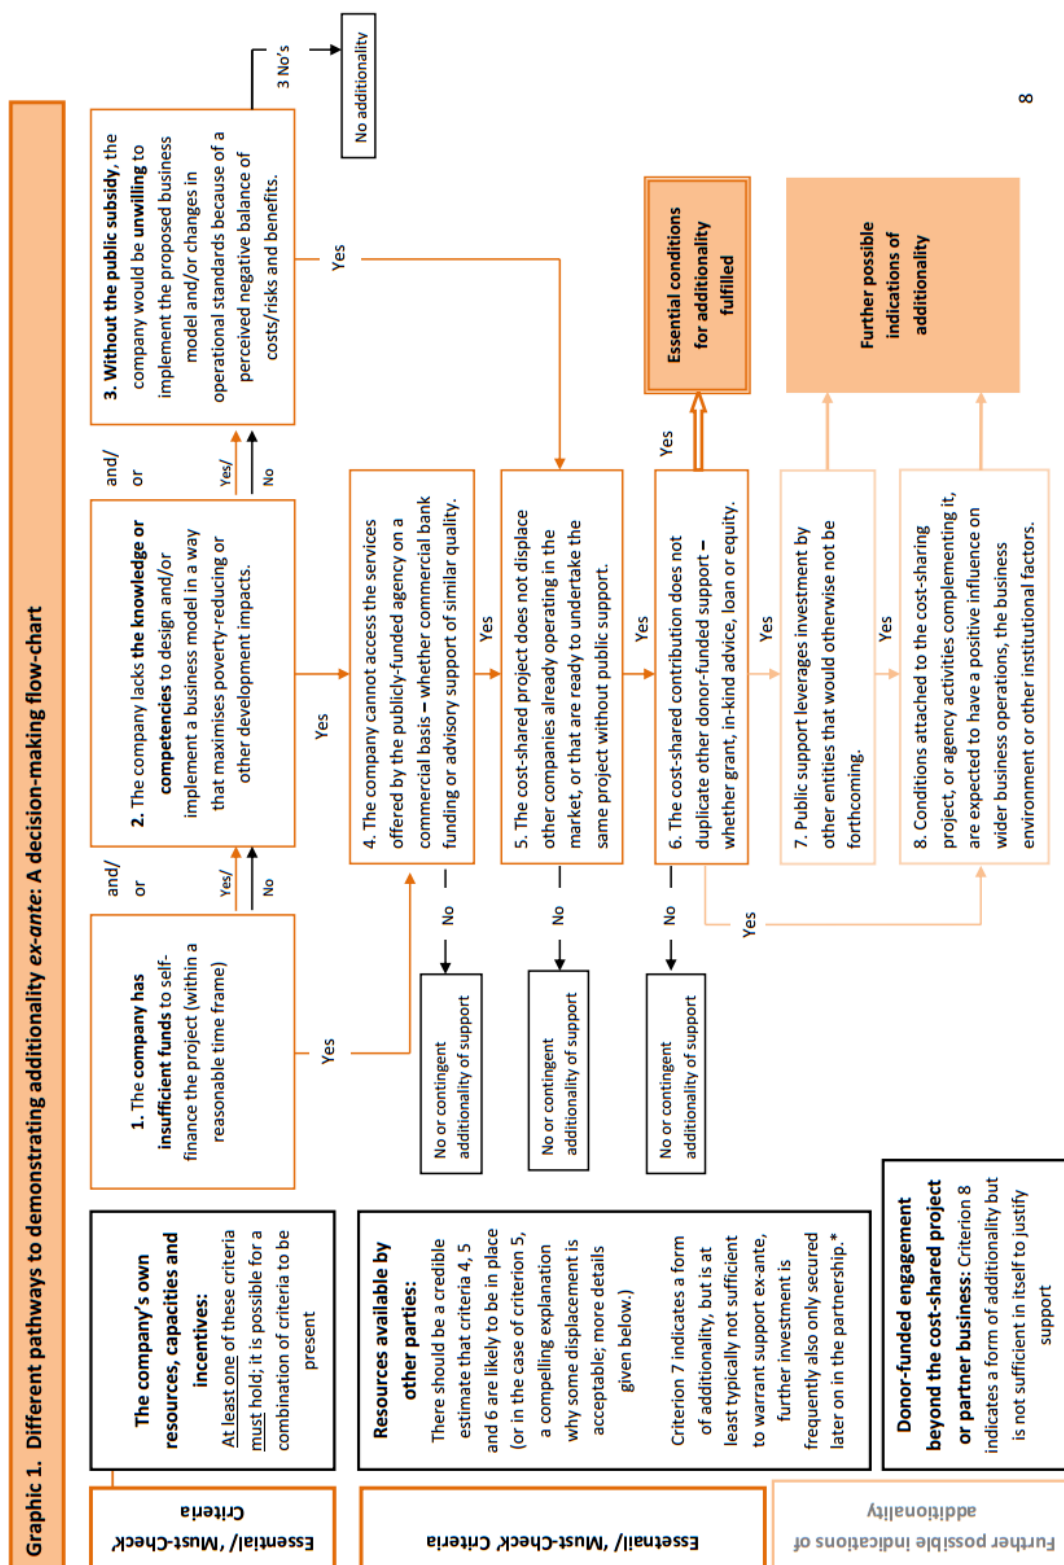 Graphic 1.  Different pathways to demonstrating additionality ex-ante: A decision-making flow-chart
Essential/ 'Must-Check'
Criteria
The company's own
resources, capacities and
incentives:
At least one of these criteria
must hold; it is possible for a
combination of criteria to be
present
1. The company has
insufficient funds to self-
finance the project (within a
reasonable time frame)
and/
or
Yes/
No
2. The company lacks the knowledge or
competencies to design and/or
implement a business model in a way
that maximises poverty-reducing or
other development impacts.
and/
or
Yes/
No
3. Without the public subsidy, the
company would be unwilling to
implement the proposed business
model and/or changes in
operational standards because of a
perceived negative balance of
costs/risks and benefits.
3 No's
No additionality
Yes
Yes
Yes
Essetnail/ 'Must-Check' Criteria
Resources available by
other parties:
There should be a credible
estimate that criteria 4, 5
and 6 are likely to be in place
(or in the case of criterion 5,
a compelling explanation
why some displacement is
acceptable; more details
given below.)
Criterion 7 indicates a form
of additionality, but is at
least typically not sufficient
to warrant support ex-ante,
further investment is
frequently also only secured
later on in the partnership.*
No or contingent
additionality of support
No
4. The company cannot access the services
offered by the publicly-funded agency on a
commercial basis – whether commercial bank
funding or advisory support of similar quality.
Yes
No or contingent
additionality of support
No
5. The cost-shared project does not displace
other companies already operating in the
market, or that are ready to undertake the
same project without public support.
Yes
No or contingent
additionality of support
No
6. The cost-shared contribution does not
duplicate other donor-funded support –
whether grant, in-kind advice, loan or equity.
Yes
Essential conditions
for additionality
fulfilled
Yes
Yes
7. Public support leverages investment by
other entities that would otherwise not be
forthcoming.
Yes
Further possible
indications of
additionality
Further possible indications of
additionality
Donor-funded engagement
beyond the cost-shared project
or partner business: Criterion 8
indicates a form of additionality but
is not sufficient in itself to justify
support
8. Conditions attached to the cost-sharing
project, or agency activities complementing it,
are expected to have a positive influence on
wider business operations, the business
environment or other institutional factors.
8